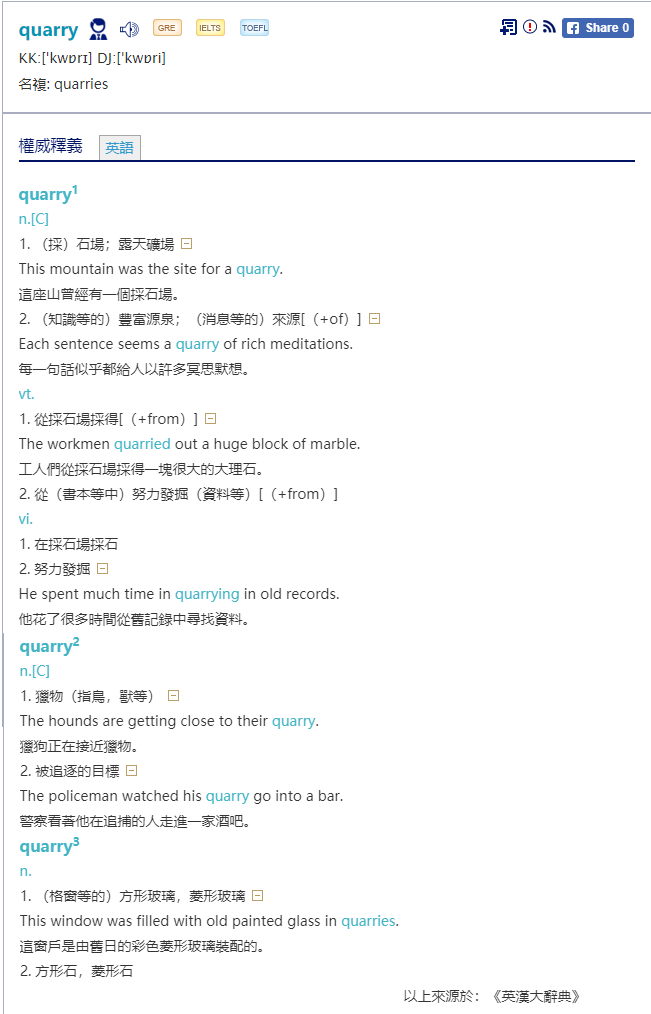 quarry GRE IELTS TOEFL Share 0
KK:[ˈkwɒrɪ] DJ:[ˈkwɒri]
名複: quarries
權威釋義 英語
quarry1
n.[C]
1. （採）石場；露天礦場
This mountain was the site for a quarry.
這座山曾經有一個採石場。
2. （知識等的）豐富源泉；（消息等的）來源[（+of）]
Each sentence seems a quarry of rich meditations.
每一句話似乎都給人以許多冥思默想。
vt.
1. 從採石場採得[（+from）]
The workmen quarried out a huge block of marble.
工人們從採石場採得一塊很大的大理石。
2. 從（書本等中）努力發掘（資料等）[（+from）]
vi.
1. 在採石場採石
2. 努力發掘
He spent much time in quarrying in old records.
他花了很多時間從舊記錄中尋找資料。
quarry2
n.[C]
1. 獵物（指鳥，獸等）
The hounds are getting close to their quarry.
獵狗正在接近獵物。
2. 被追逐的目標
The policeman watched his quarry go into a bar.
警察看著他在追捕的人走進一家酒吧。
quarry3
n.
1. （格窗等的）方形玻璃，菱形玻璃
This window was filled with old painted glass in quarries.
這窗戶是由舊日的彩色菱形玻璃裝配的。
2. 方形石，菱形石
以上來源於：《英漢大辭典》